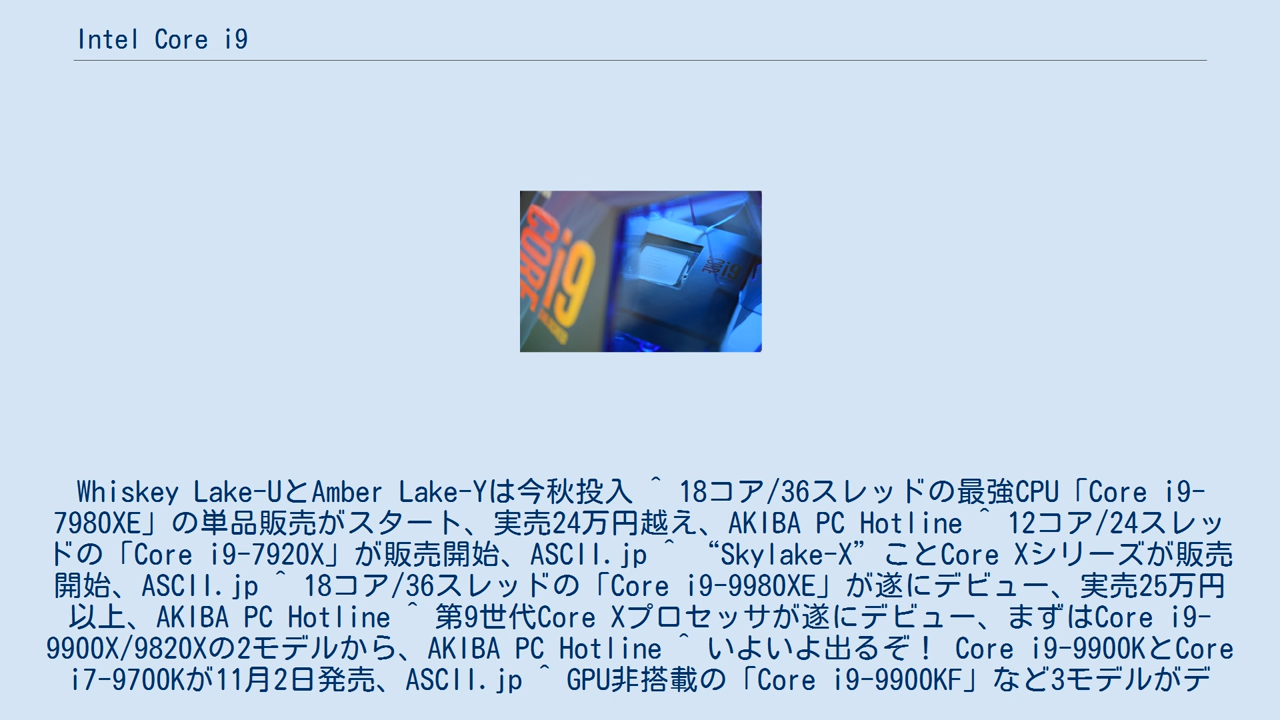 Intel Core i9
CORE i9
CORE i9
Whiskey Lake-UとAmber Lake-Yは今秋投入 ^ 18コア/36スレッドの最強CPU「Core i9-
7980XE」の単品販売がスタート、実売24万円越え、AKIBA PC Hotline ^ 12コア/24スレッ
ドの「Core i9-7920X」が販売開始、ASCII.jp ^ “Skylake-X”ことCore Xシリーズが販売
開始、ASCII.jp ^ 18コア/36スレッドの「Core i9-9980XE」が遂にデビュー、実売25万円
以上、AKIBA PC Hotline ^ 第9世代Core Xプロセッサが遂にデビュー、まずはCore i9-
9900X/9820Xの2モデルから、AKIBA PC Hotline ^ いよいよ出るぞ！ Core i9-9900KとCore
i7-9700Kが11月2日発売、ASCII.jp ^ GPU非搭載の「Core i9-9900KF」など3モデルがデ